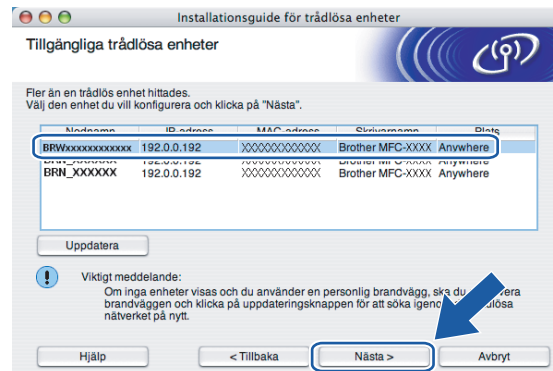 Installationsguide för trådlösa enheter
Tillgängliga trådlösa enheter
Fler än en trådlös enhet hittades.
Välj den enhet du vill konfigurera och klicka på "Nästa".
Nodnamn IP-adress MAC-adress Skrivarnamn Plats
BRWxxxxxxxxxxxx 192.0.0.192 XXXXXXXXXXXX Brother MFC-XXXX Anywhere
BRN_XXXXXX 192.0.0.192 XXXXXXXXXXXX Brother MFC-XXXX Anywhere
BRN_XXXXXX 192.0.0.192 XXXXXXXXXXXX Brother MFC-XXXX Anywhere
Uppdatera
Viktigt meddelande:
Om inga enheter visas och du använder en personlig brandvägg, ska du
brandväggen och klicka på uppdateringsknappen för att söka
nätverket på nytt.
Hjälp < Tillbaka Nästa > Avbryt